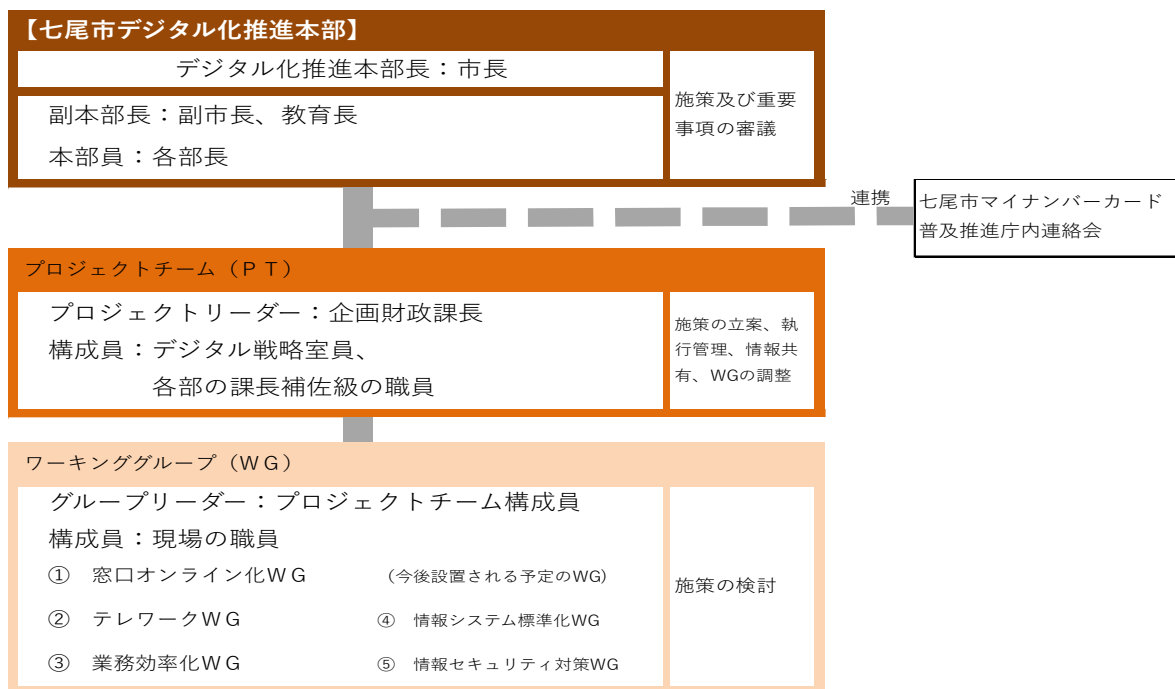 【七尾市デジタル化推進本部】
デジタル化推進本部長：市長
副本部長：副市長、教育長
本部員：各部長
施策及び重要
事項の審議
連携
七尾市マイナンバーカード
普及推進庁内連絡会
プロジェクトチーム（ＰＴ）
プロジェクトリーダー：企画財政課長
構成員：デジタル戦略室員、
各部の課長補佐級の職員
施策の立案、執
行管理、情報共
有、WGの調整
ワーキンググループ（ＷＧ）
グループリーダー：プロジェクトチーム構成員
構成員：現場の職員
① 窓口オンライン化ＷＧ
② テレワークＷＧ
③ 業務効率化ＷＧ
(今後設置される予定のWG)
④ 情報システム標準化WG
⑤ 情報セキュリティ対策WG
施策の検討